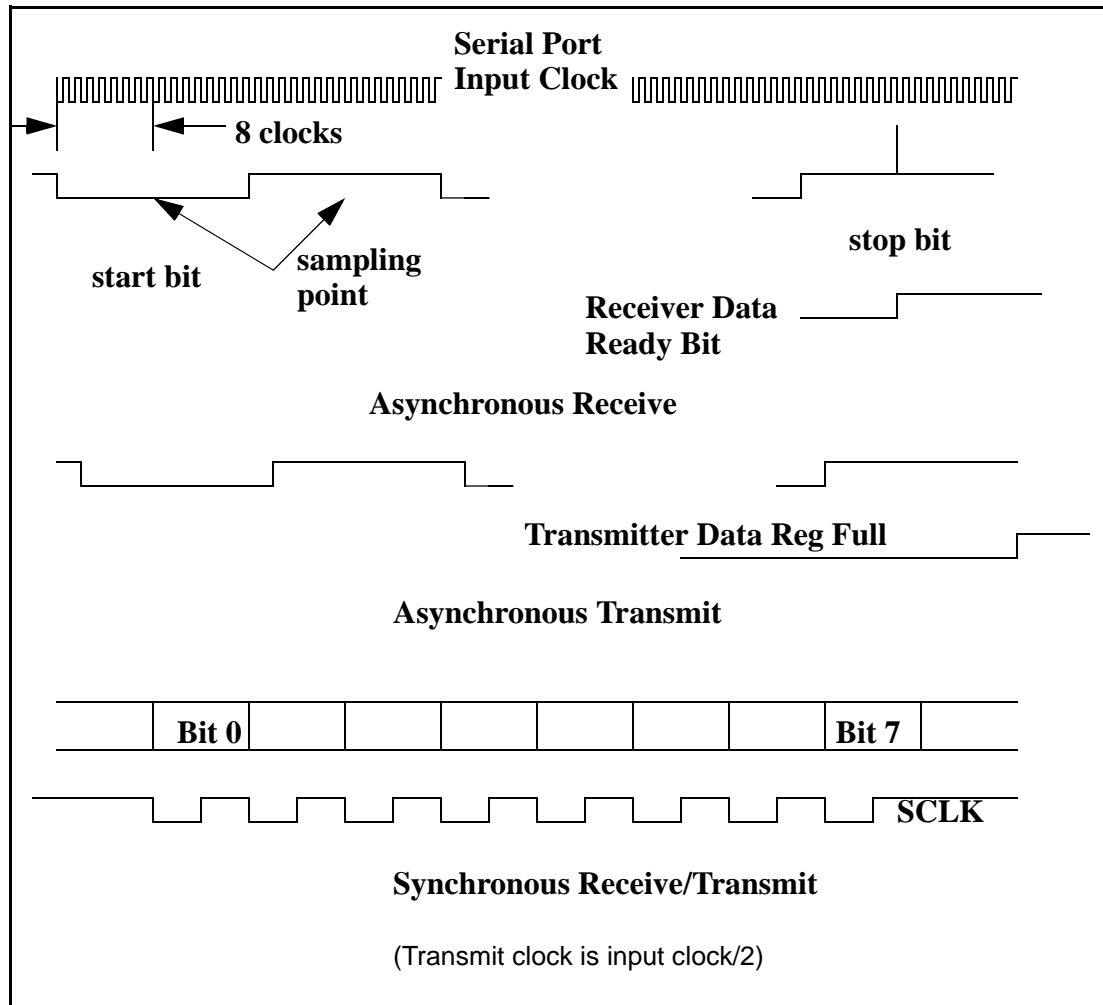 Serial Port
Input Clock
8 clocks
start bit
sampling
point
stop bit
Receiver Data
Ready Bit
Asynchronous Receive
Transmitter Data Reg Full
Asynchronous Transmit
Bit 0
Bit 7
SCLK
Synchronous Receive/Transmit
(Transmit clock is input clock/2)